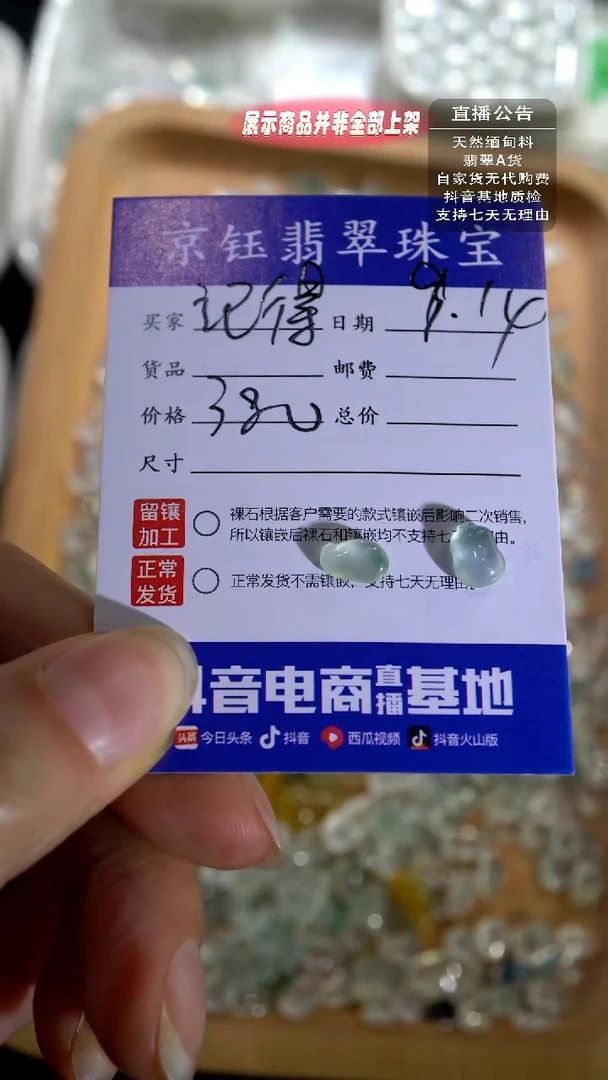 展示商品并非全部上架
直播公告
天然缅甸料
翡翠A货
自家货无代购费
抖音基地质检
支持七天无理由
京钰翡翠珠宝
买家 记得 日期 9.14
货品 邮费
价格 380 总价
尺寸
留镶
加工
裸石根据客户需要的款式镶嵌后影响二次销售,
所以镶嵌后裸石和镶嵌均不支持七 由。
正常
发货
正常发货不需镶嵌,支持七天无理由。
音电商直播基地
头条 今日头条 抖音 西瓜视频 抖音火山版